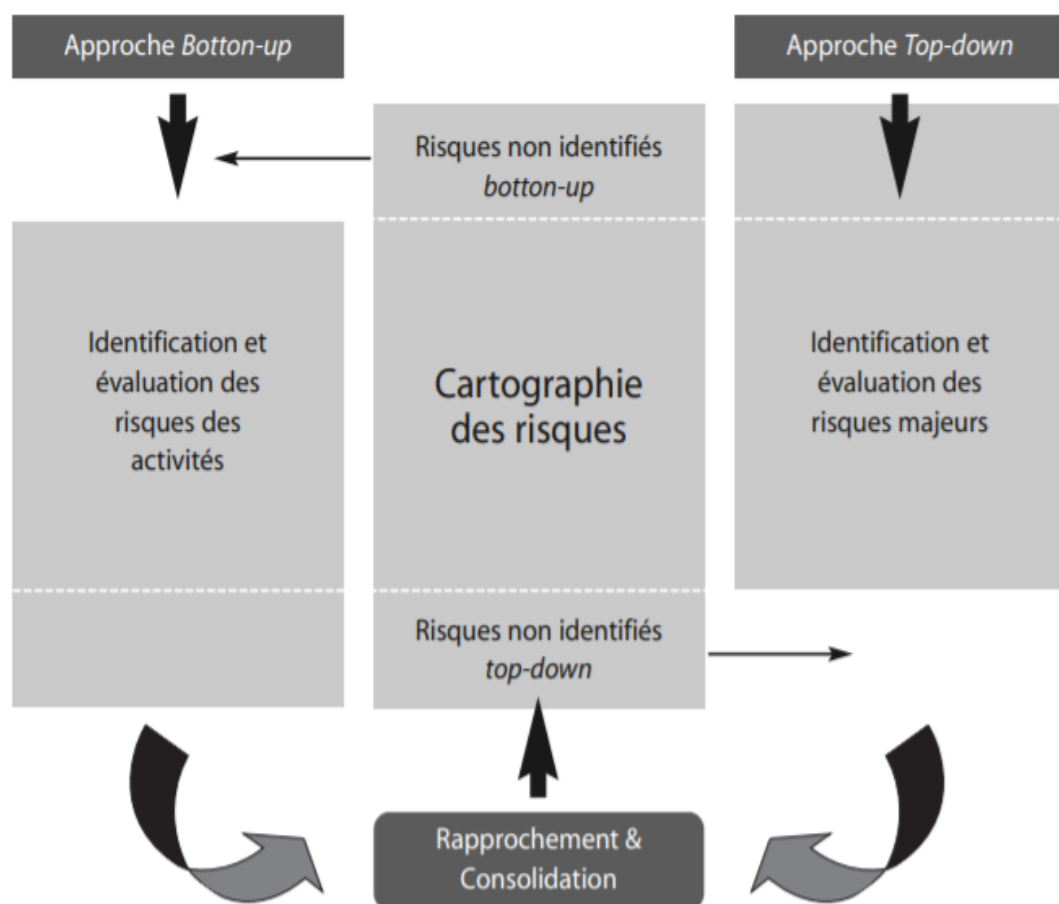 Approche Botton-up
Approche Top-down
Risques non identifiés
botton-up
Identification et
évaluation des
risques des
activités
Cartographie
des risques
Identification et
évaluation des
risques majeurs
Risques non identifiés
top-down
Rapprochement &
Consolidation